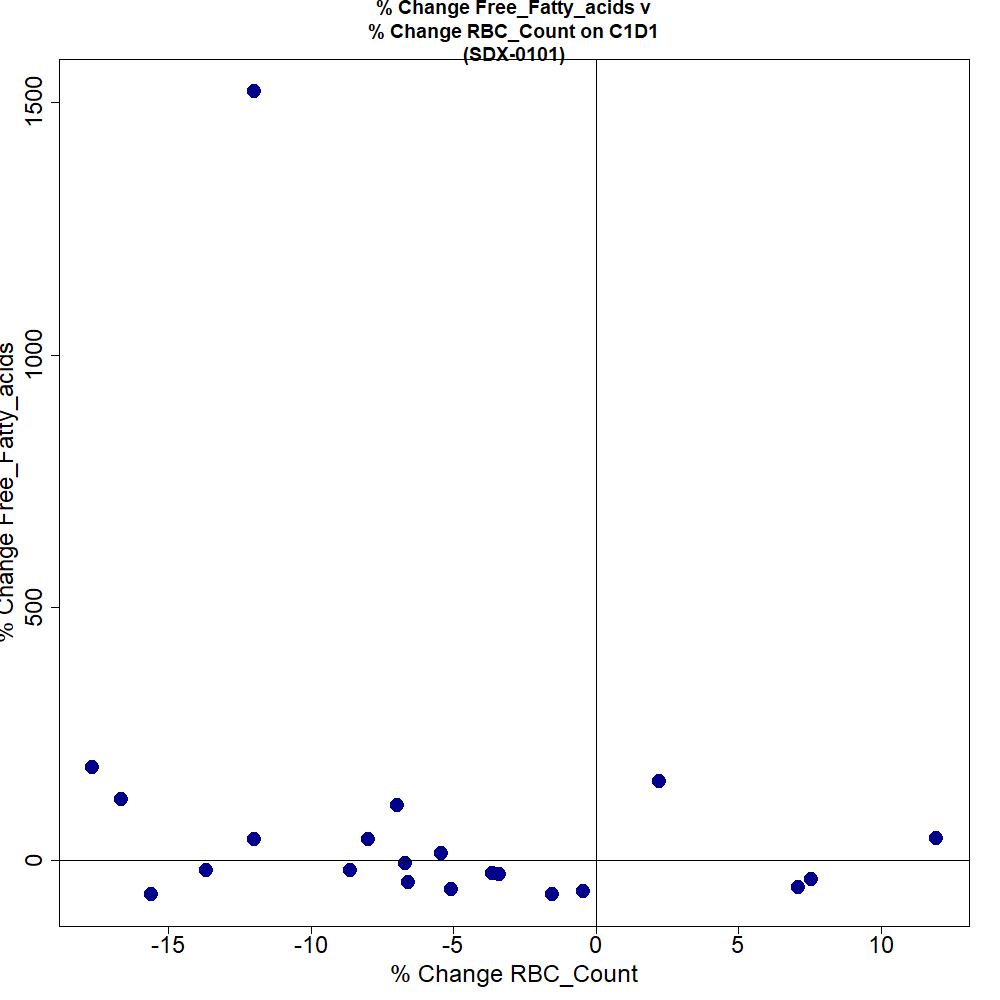 % Change Free_Fatty_acids v
% Change RBC_Count on C1D1
(SDX-0101)
% Change Free_Fatty_acids
1500
1000
500
0
-15 -10 -5 0 5 10
% Change RBC_Count